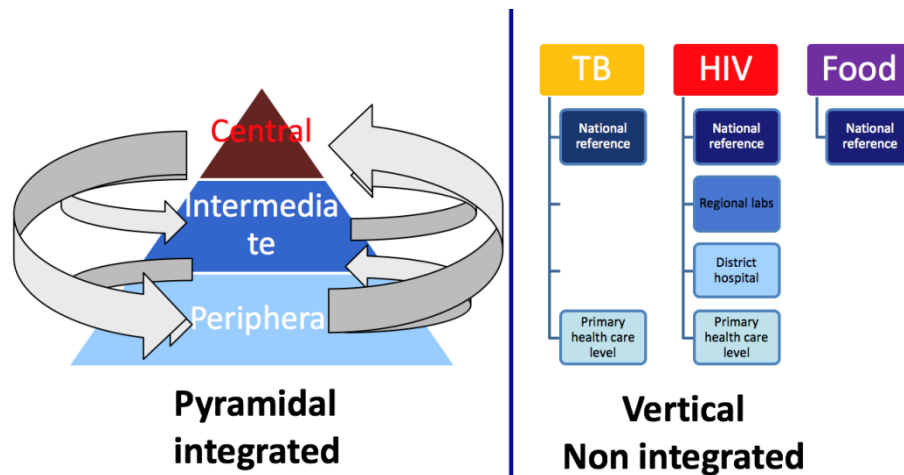 Central
Intermedia
te
Periphera
Pyramidal
integrated
TB
National
reference
Primary
health care
level
HIV
National
reference
Regional labs
District
hospital
Primary
health care
level
Food
National
reference
Vertical
Non integrated